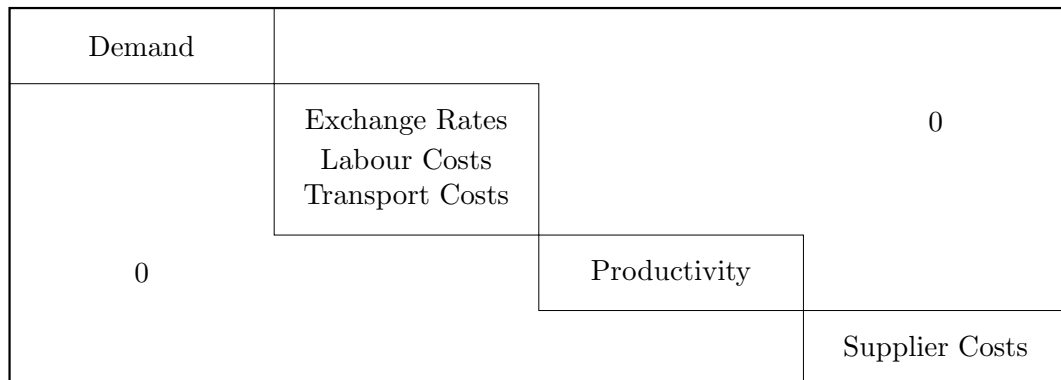 Demand
Exchange Rates
0
Labour Costs
Transport Costs
0
Productivity
Supplier Costs